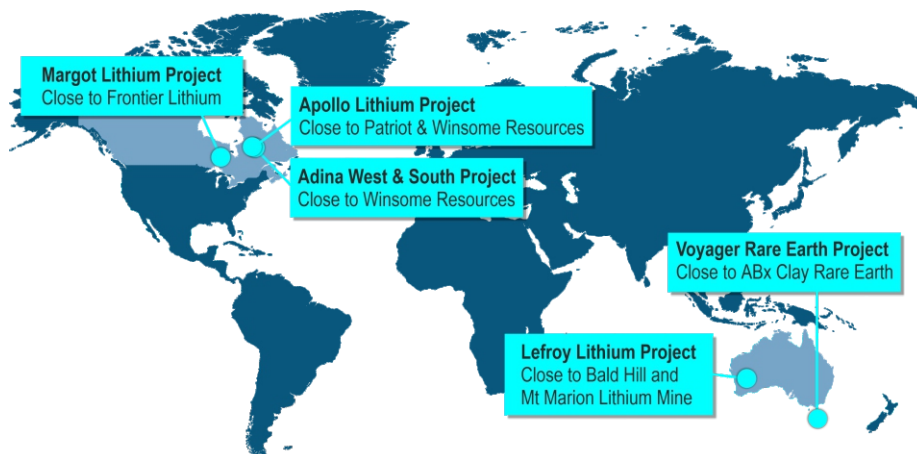 Margot Lithium Project
Close to Frontier Lithium
Apollo Lithium Project
Close to Patriot & Winsome Resources
Adina West & South Project
Close to Winsome Resources
Voyager Rare Earth Project
Close to ABx Clay Rare Earth
Lefroy Lithium Project
Close to Bald Hill and
Mt Marion Lithium Mine